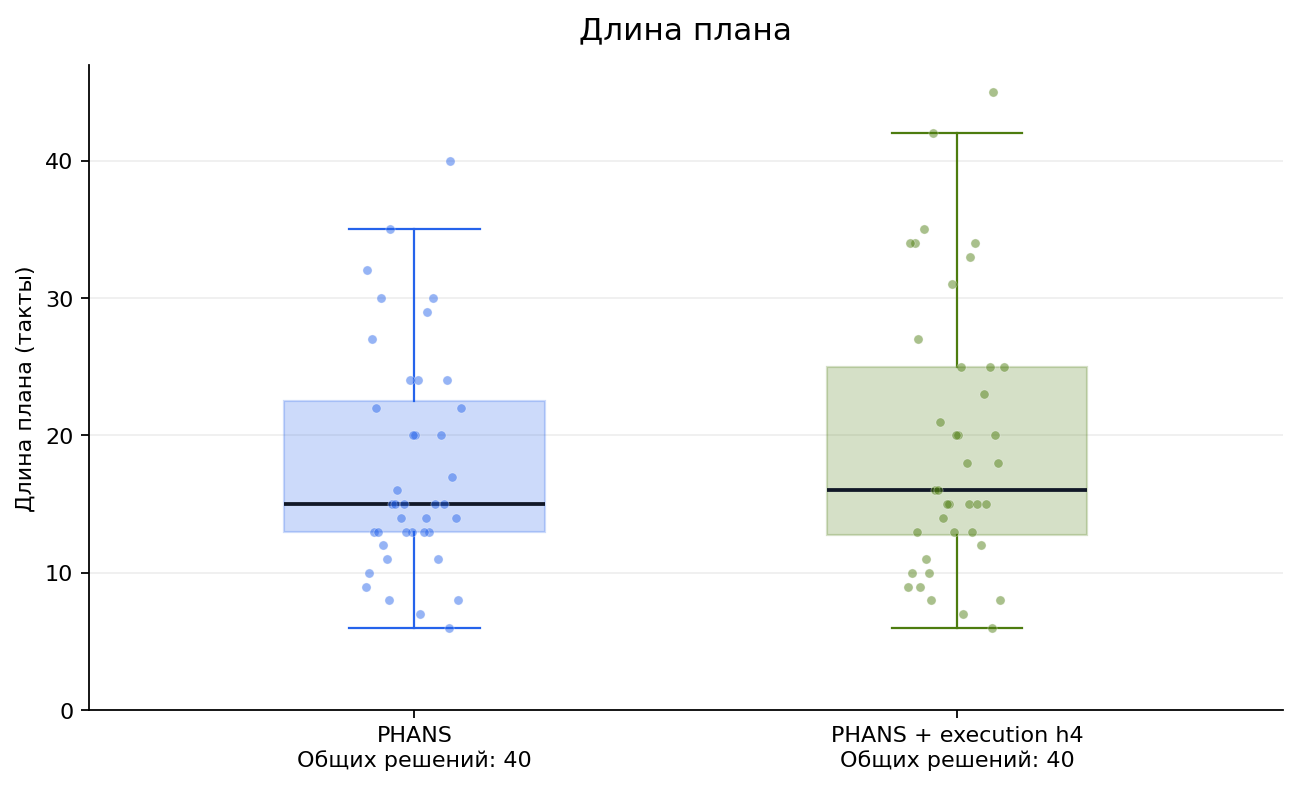 Длина плана
Длина плана (такты)
40
30
20
10
0
PHANS
Общих решений: 40
PHANS + execution h4
Общих решений: 40